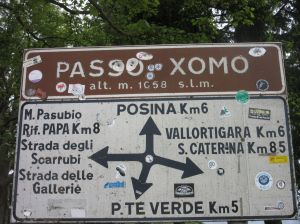 PASSO XOMO
alt. m. 1058 s.l.m.
POSINA Km 6
M. Pasubio
Rif. PAPA Km 8
Strada degli
Scarrubi
Strada delle
Gallerie
VALLORTIGARA Km 6
S. CATERINA Km 8.5
P. TE VERDE Km 5